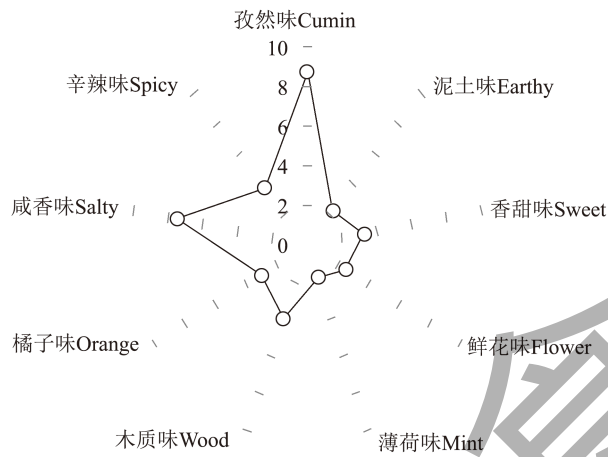 孜然味Cumin
10
辛辣味Spicy
8
泥土味Earthy
6
4
咸香味Salty
2
香甜味Sweet
0
橘子味Orange
鲜花味Flower
木质味Wood
薄荷味Mint